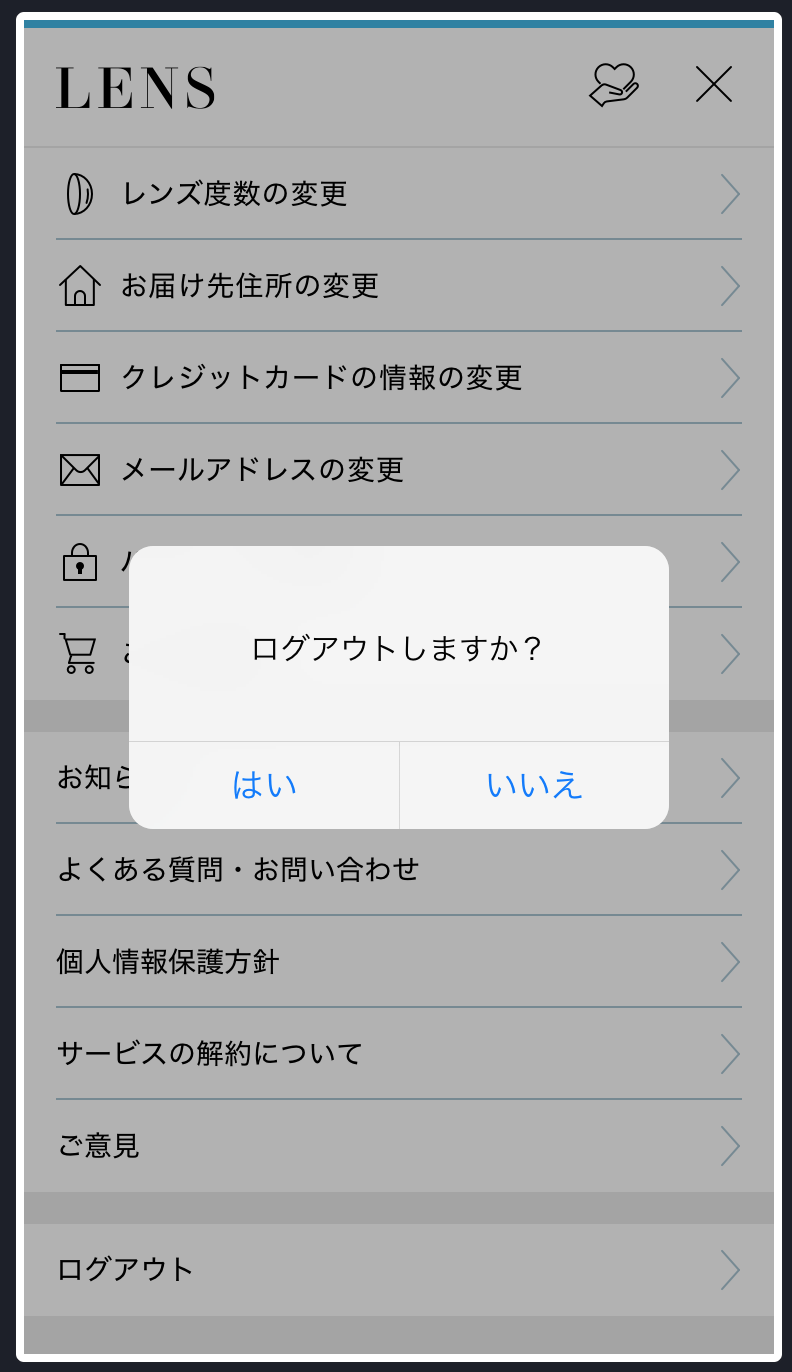 LENS
レンズ度数の変更
お届け先住所の変更
クレジットカードの情報の変更
メールアドレスの変更
ログアウトしますか？
はい
いいえ
お知ら
よくある質問・お問い合わせ
個人情報保護方針
サービスの解約について
ご意見
ログアウト